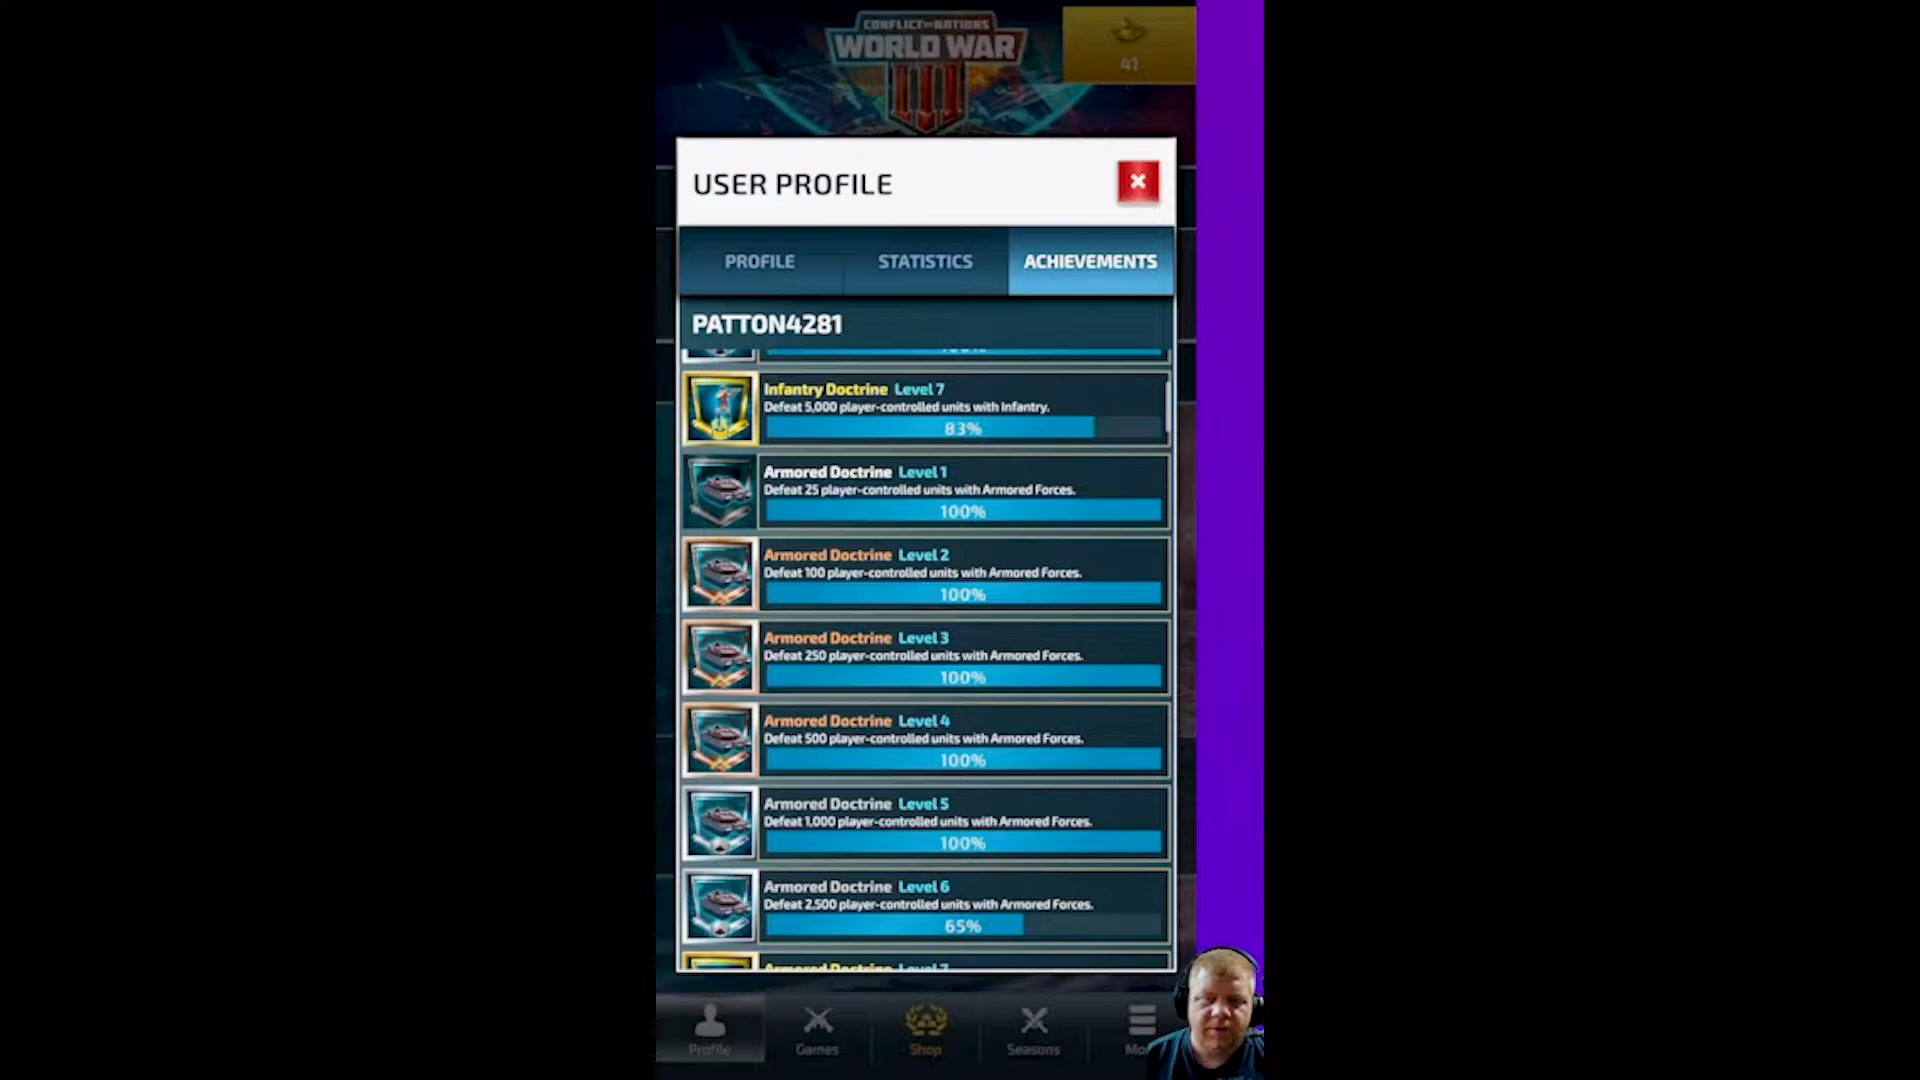 CONFLICT OF NATIONS
WORLD WAR
III
41
USER PROFILE
PROFILE
STATISTICS
ACHIEVEMENTS
PATTON4281
Infantry Doctrine Level 7
Defeat 5,000 player-controlled units with Infantry.
83%
Armored Doctrine Level 1
Defeat 25 player-controlled units with Armored Forces.
100%
Armored Doctrine Level 2
Defeat 100 player-controlled units with Armored Forces.
100%
Armored Doctrine Level 3
Defeat 250 player-controlled units with Armored Forces.
100%
Armored Doctrine Level 4
Defeat 500 player-controlled units with Armored Forces.
100%
Armored Doctrine Level 5
Defeat 1,000 player-controlled units with Armored Forces.
100%
Armored Doctrine Level 6
Defeat 2,500 player-controlled units with Armored Forces.
65%
Armored Doctrine Level 7
Profile
Games
Shop
Seasons